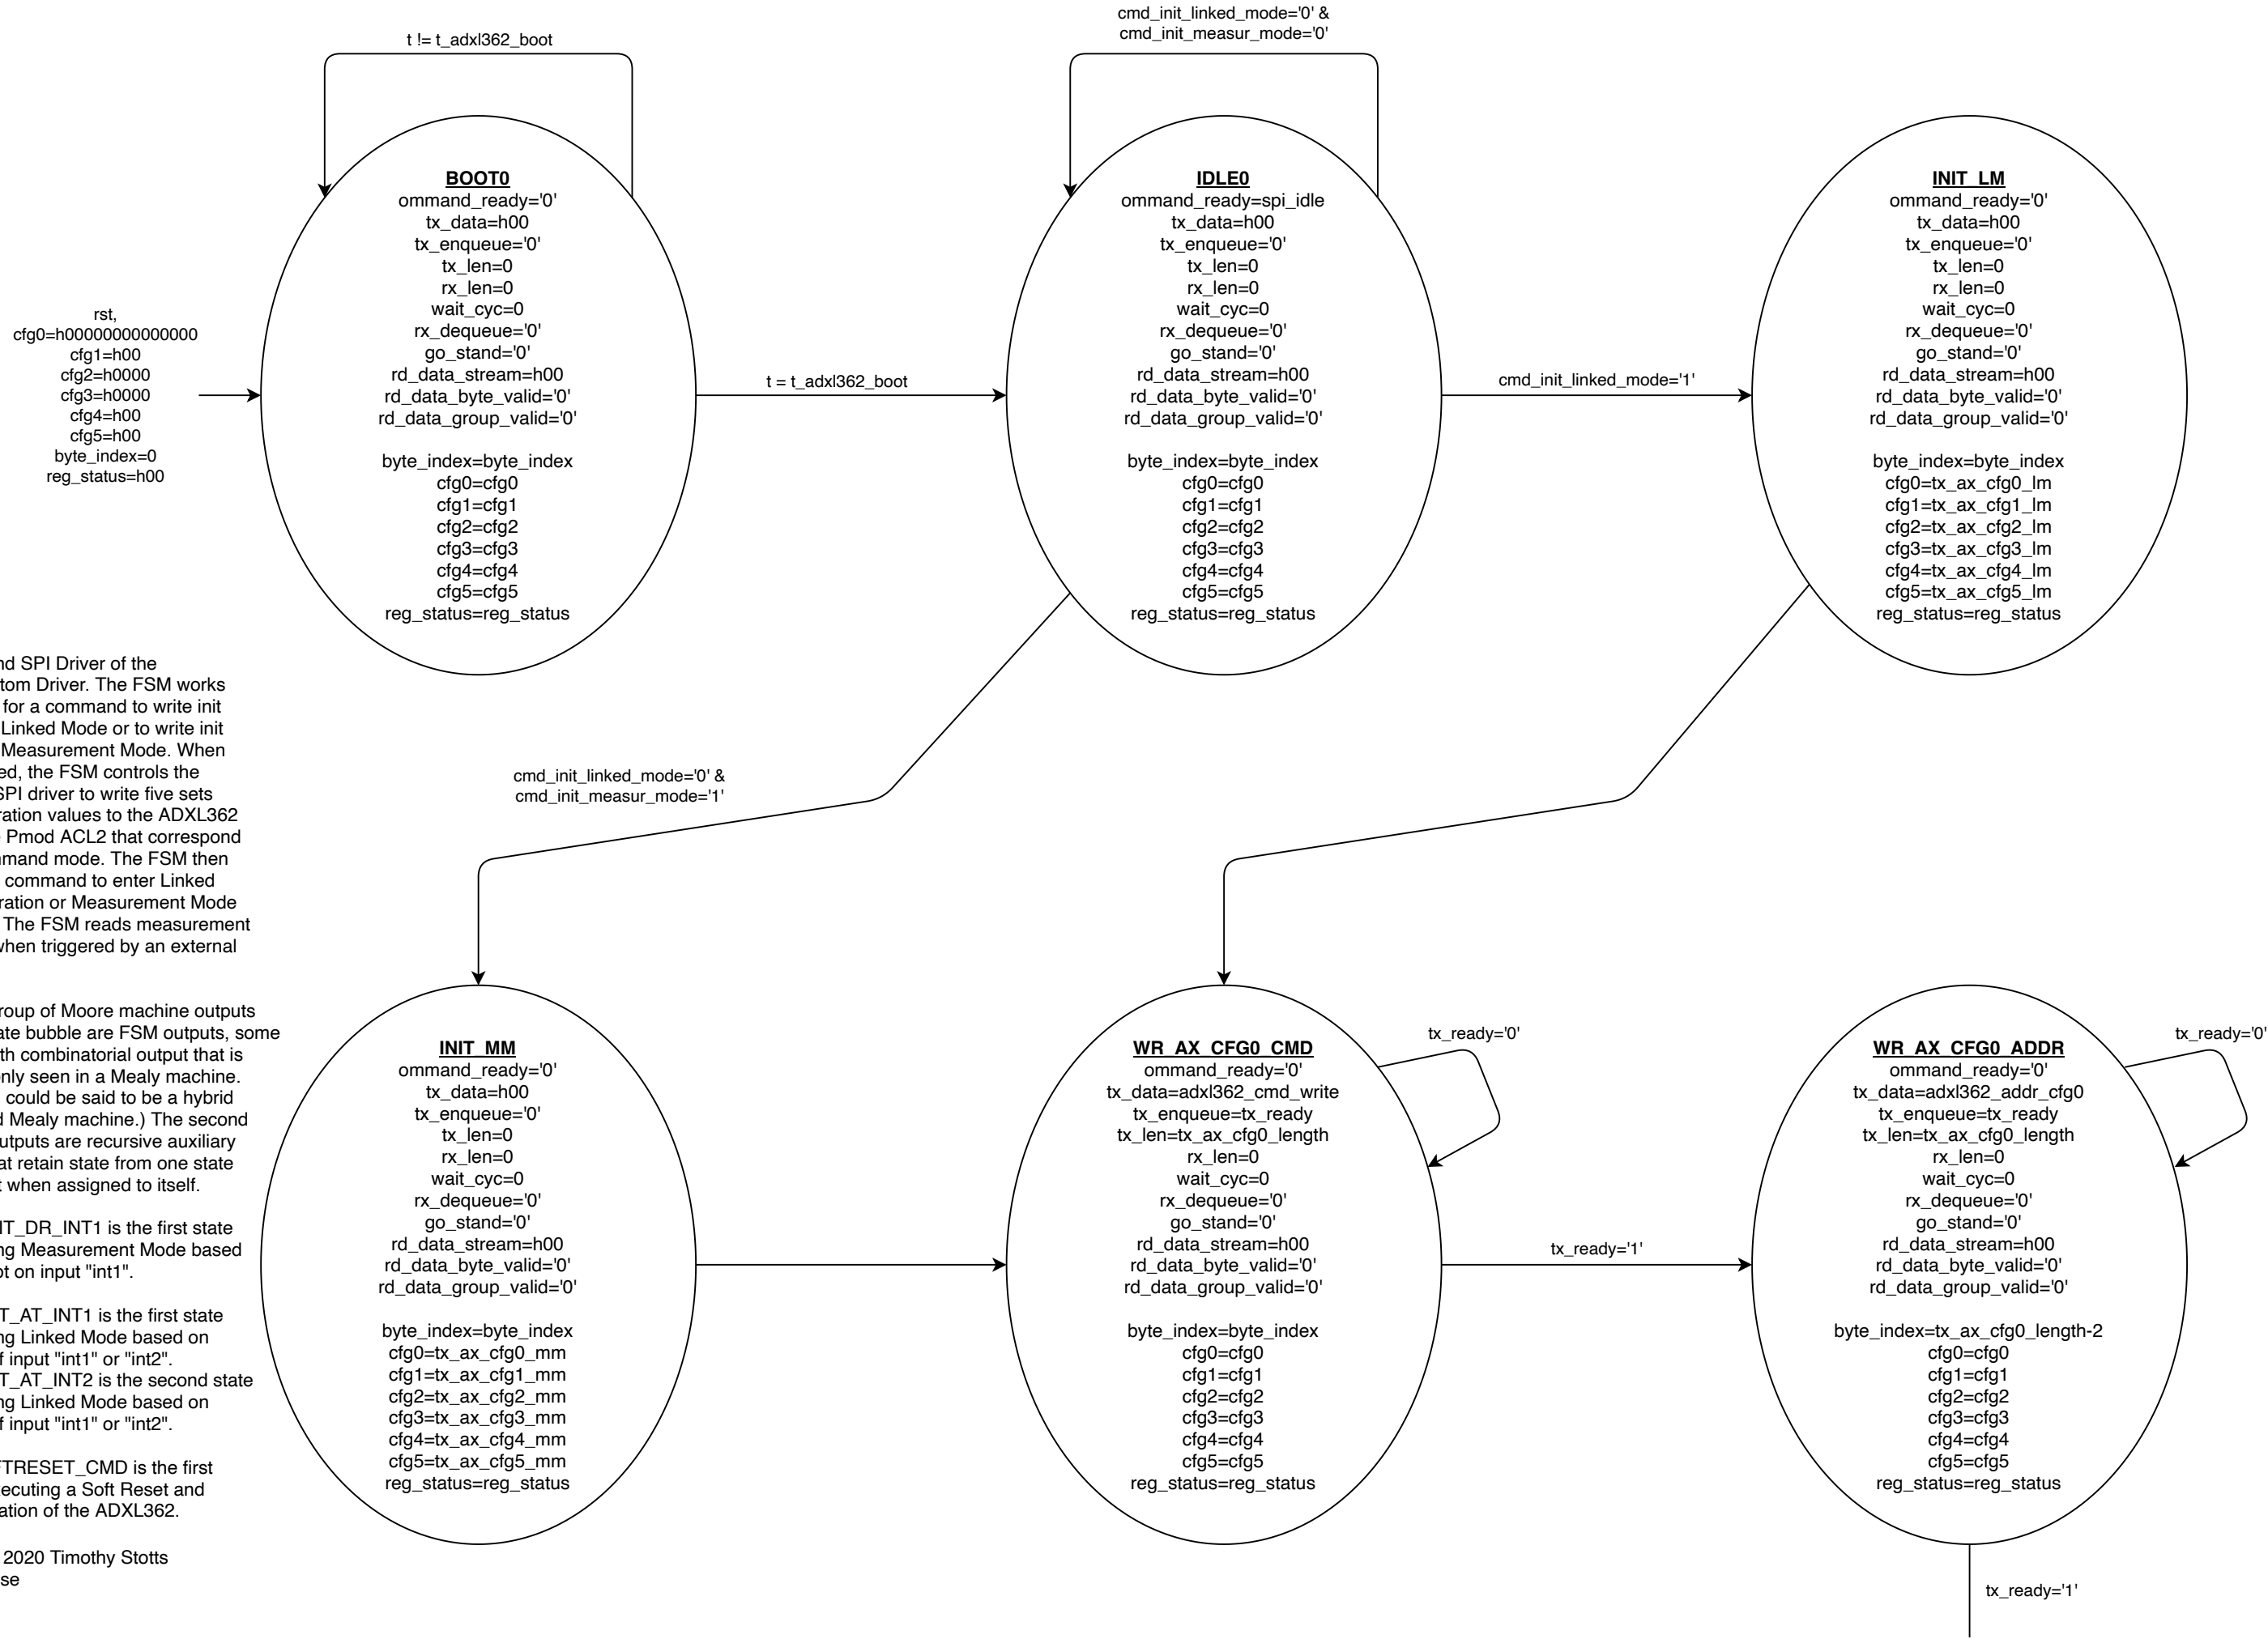 t != t_adxl362_boot
cmd_init_linked_mode='0' &
cmd_init_measur_mode='0'
rst,
cfg0=h00000000000000
cfg1=h00
cfg2=h0000
cfg3=h0000
cfg4=h00
cfg5=h00
byte_index=0
reg_status=h00
BOOT0
ommand_ready='0'
tx_data=h00
tx_enqueue='0'
tx_len=0
rx_len=0
wait_cyc=0
rx_dequeue='0'
go_stand='0'
rd_data_stream=h00
rd_data_byte_valid='0'
rd_data_group_valid='0'
byte_index=byte_index
cfg0=cfg0
cfg1=cfg1
cfg2=cfg2
cfg3=cfg3
cfg4=cfg4
cfg5=cfg5
reg_status=reg_status
t = t_adxl362_boot
IDLE0
ommand_ready=spi_idle
tx_data=h00
tx_enqueue='0'
tx_len=0
rx_len=0
wait_cyc=0
rx_dequeue='0'
go_stand='0'
rd_data_stream=h00
rd_data_byte_valid='0'
rd_data_group_valid='0'
byte_index=byte_index
cfg0=cfg0
cfg1=cfg1
cfg2=cfg2
cfg3=cfg3
cfg4=cfg4
cfg5=cfg5
reg_status=reg_status
cmd_init_linked_mode='1'
INIT_LM
ommand_ready='0'
tx_data=h00
tx_enqueue='0'
tx_len=0
rx_len=0
wait_cyc=0
rx_dequeue='0'
go_stand='0'
rd_data_stream=h00
rd_data_byte_valid='0'
rd_data_group_valid='0'
byte_index=byte_index
cfg0=tx_ax_cfg0_lm
cfg1=tx_ax_cfg1_lm
cfg2=tx_ax_cfg2_lm
cfg3=tx_ax_cfg3_lm
cfg4=tx_ax_cfg4_lm
cfg5=tx_ax_cfg5_lm
reg_status=reg_status
nd SPI Driver of the
tom Driver. The FSM works
for a command to write init
Linked Mode or to write init
Measurement Mode. When
ed, the FSM controls the
SPI driver to write five sets
ration values to the ADXL362
Pmod ACL2 that correspond
mmand mode. The FSM then
command to enter Linked
ration or Measurement Mode
The FSM reads measurement
when triggered by an external
roup of Moore machine outputs
ate bubble are FSM outputs, some
th combinatorial output that is
only seen in a Mealy machine.
could be said to be a hybrid
d Mealy machine.) The second
utputs are recursive auxiliary
at retain state from one state
t when assigned to itself.
IT_DR_INT1 is the first state
ng Measurement Mode based
pt on input "int1".
T_AT_INT1 is the first state
ng Linked Mode based on
f input "int1" or "int2".
T_AT_INT2 is the second state
ng Linked Mode based on
f input "int1" or "int2".
FTRESET_CMD is the first
xecuting a Soft Reset and
ation of the ADXL362.
2020 Timothy Stotts
se
cmd_init_linked_mode='0' &
cmd_init_measur_mode='1'
INIT_MM
ommand_ready='0'
tx_data=h00
tx_enqueue='0'
tx_len=0
rx_len=0
wait_cyc=0
rx_dequeue='0'
go_stand='0'
rd_data_stream=h00
rd_data_byte_valid='0'
rd_data_group_valid='0'
byte_index=byte_index
cfg0=tx_ax_cfg0_mm
cfg1=tx_ax_cfg1_mm
cfg2=tx_ax_cfg2_mm
cfg3=tx_ax_cfg3_mm
cfg4=tx_ax_cfg4_mm
cfg5=tx_ax_cfg5_mm
reg_status=reg_status
WR_AX_CFG0_CMD
ommand_ready='0'
tx_data=adxl362_cmd_write
tx_enqueue=tx_ready
tx_len=tx_ax_cfg0_length
rx_len=0
wait_cyc=0
rx_dequeue='0'
go_stand='0'
rd_data_stream=h00
rd_data_byte_valid='0'
rd_data_group_valid='0'
byte_index=byte_index
cfg0=cfg0
cfg1=cfg1
cfg2=cfg2
cfg3=cfg3
cfg4=cfg4
cfg5=cfg5
reg_status=reg_status
tx_ready='0'
tx_ready='1'
WR_AX_CFG0_ADDR
ommand_ready='0'
tx_data=adxl362_addr_cfg0
tx_enqueue=tx_ready
tx_len=tx_ax_cfg0_length
rx_len=0
wait_cyc=0
rx_dequeue='0'
go_stand='0'
rd_data_stream=h00
rd_data_byte_valid='0'
rd_data_group_valid='0'
byte_index=tx_ax_cfg0_length-2
cfg0=cfg0
cfg1=cfg1
cfg2=cfg2
cfg3=cfg3
cfg4=cfg4
cfg5=cfg5
reg_status=reg_status
tx_ready='0'
tx_ready='1'